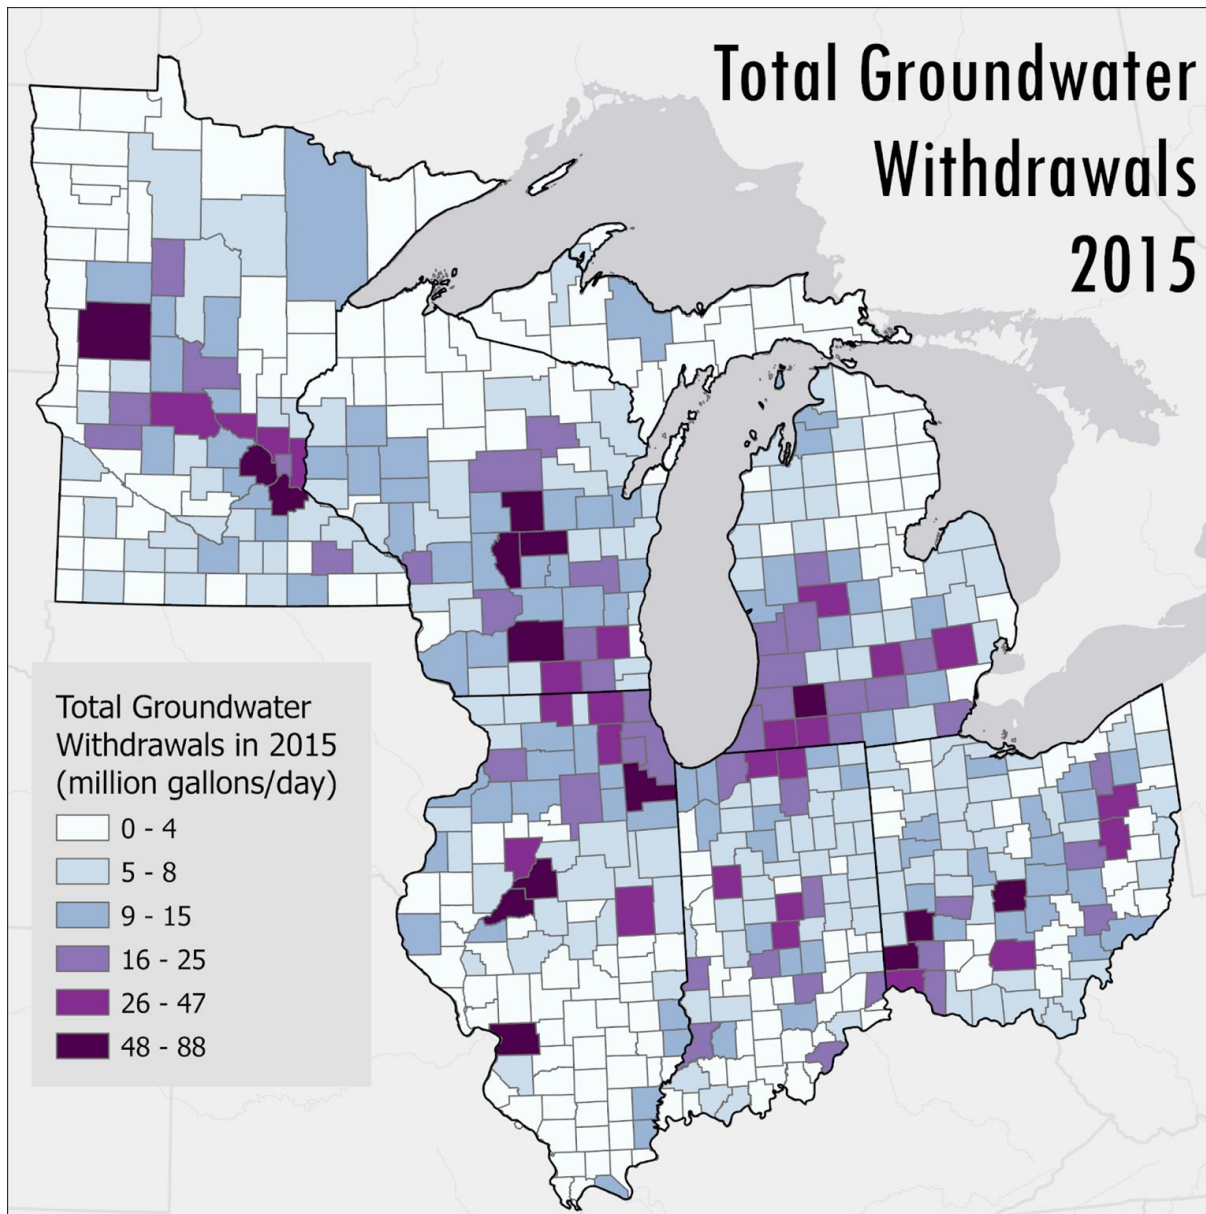 Total Groundwater
Withdrawals
2015
Total Groundwater
Withdrawals in 2015
(million gallons/day)
0 - 4
5 - 8
9 - 15
16 - 25
26 - 47
48 - 88